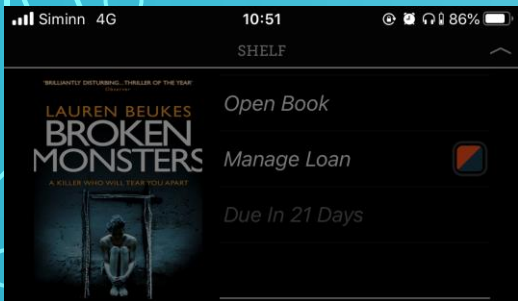 Siminn 4G 10:51 86%
SHELF
"BRILLIANTLY DISTURBING...THRILLER OF THE YEAR"
Observer
LAUREN BEUKES
BROKEN
MONSTERS
A KILLER WHO WILL TEAR YOU APART
Open Book
Manage Loan
Due In 21 Days